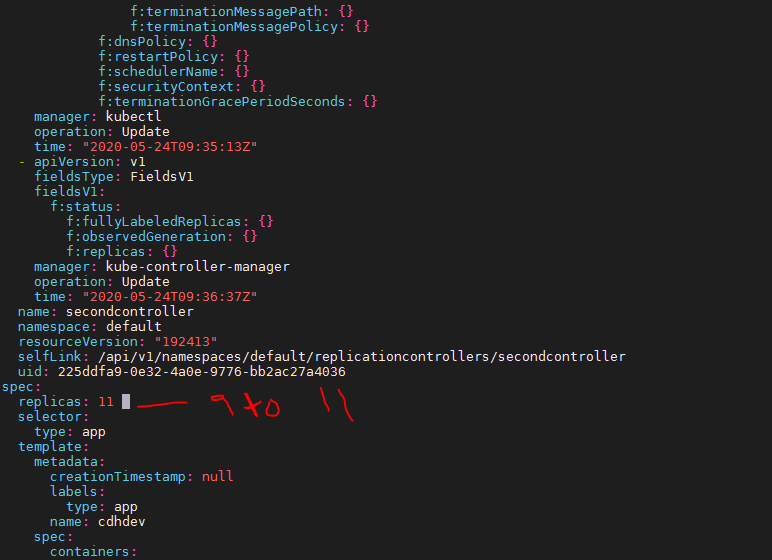 f:terminationMessagePath: {}
f:terminationMessagePolicy: {}
f:dnsPolicy: {}
f:restartPolicy: {}
f:schedulerName: {}
f:securityContext: {}
f:terminationGracePeriodSeconds: {}
manager: kubectl
operation: Update
time: "2020-05-24T09:35:13Z"
- apiVersion: v1
fieldsType: FieldsV1
fieldsV1:
f:status:
f:fullyLabeledReplicas: {}
f:observedGeneration: {}
f:replicas: {}
manager: kube-controller-manager
operation: Update
time: "2020-05-24T09:36:37Z"
name: secondcontroller
namespace: default
resourceVersion: "192413"
selfLink: /api/v1/namespaces/default/replicationcontrollers/secondcontroller
uid: 225ddfa9-0e32-4a0e-9776-bb2ac27a4036
spec:
replicas: 11 — 9 to 11
selector:
type: app
template:
metadata:
creationTimestamp: null
labels:
type: app
name: cdhdev
spec:
containers: